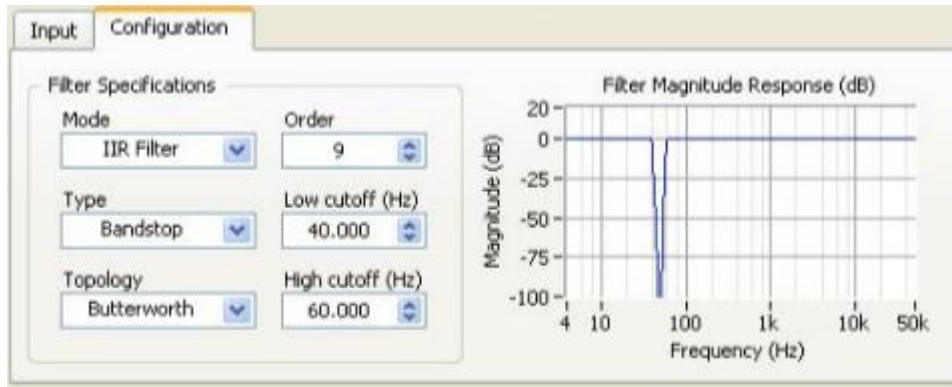 Input
Configuration
Filter Specifications
Mode
IIR Filter
Order
9
Type
Bandstop
Low cutoff (Hz)
40.000
Topology
Butterworth
High cutoff (Hz)
60.000
Filter Magnitude Response (dB)
Magnitude (dB)
20
0
-25
-50
-75
-100
4 10 100 1k 10k 50k
Frequency (Hz)